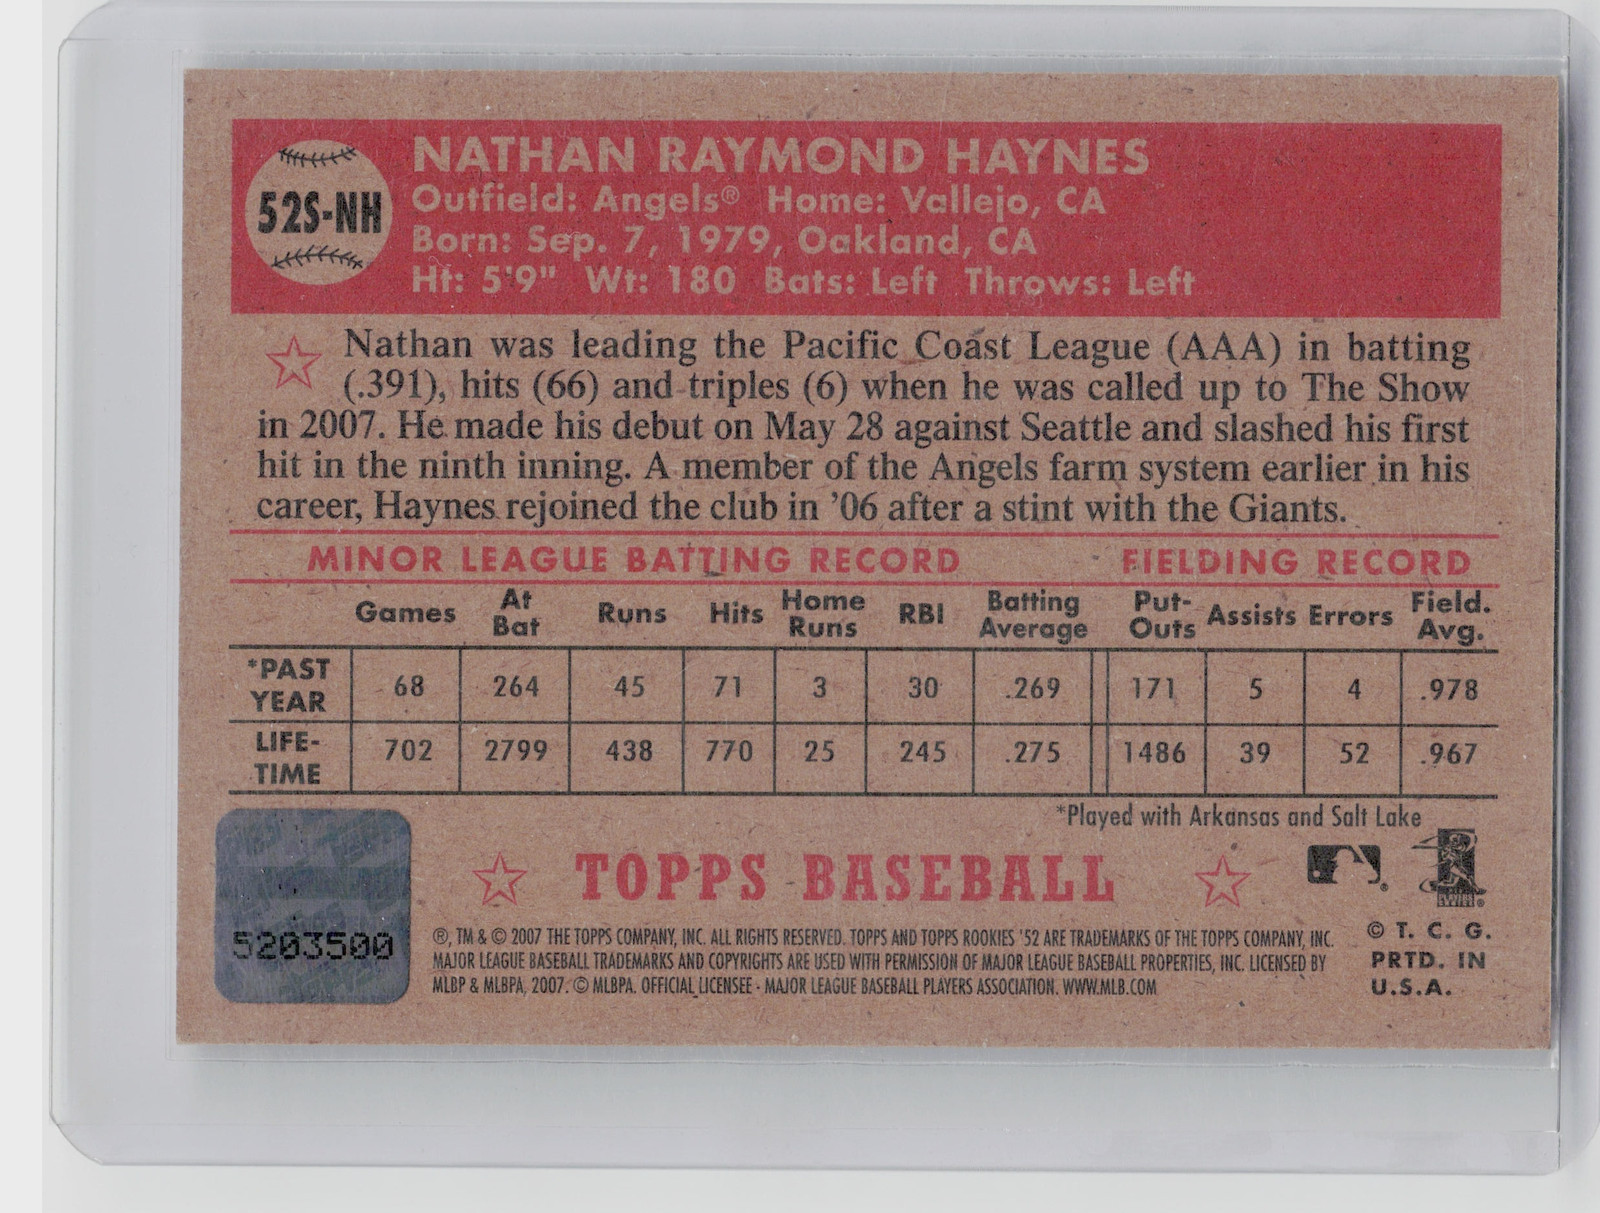 52S-NH
NATHAN RAYMOND HAYNES
Outfield: Angels® Home: Vallejo, CA
Born: Sep. 7, 1979, Oakland, CA
Ht: 5'9" Wt: 180 Bats: Left Throws: Left
Nathan was leading the Pacific Coast League (AAA) in batting
(.391), hits (66) and triples (6) when he was called up to The Show
in 2007. He made his debut on May 28 against Seattle and slashed his first
hit in the ninth inning. A member of the Angels farm system earlier in his
career, Haynes rejoined the club in ’06 after a stint with the Giants.
MINOR LEAGUE BATTING RECORD FIELDING RECORD
Games At Bat Runs Hits Home Runs RBI Batting Average Put-Outs Assists Errors Field. Avg.
*PAST YEAR 68 264 45 71 3 30 .269 171 5 4 .978
LIFE-TIME 702 2799 438 770 25 245 .275 1486 39 52 .967
*Played with Arkansas and Salt Lake
TOPPS BASEBALL
5203500
®, TM & © 2007 THE TOPPS COMPANY, INC. ALL RIGHTS RESERVED. TOPPS AND TOPPS ROOKIES '52 ARE TRADEMARKS OF THE TOPPS COMPANY, INC.
MAJOR LEAGUE BASEBALL TRADEMARKS AND COPYRIGHTS ARE USED WITH PERMISSION OF MAJOR LEAGUE BASEBALL PROPERTIES, INC. LICENSED BY
MLBP & MLBPA, 2007. © MLBPA. OFFICIAL LICENSEE - MAJOR LEAGUE BASEBALL PLAYERS ASSOCIATION. WWW.MLB.COM
© T. C. G.
PRTD. IN
U.S.A.